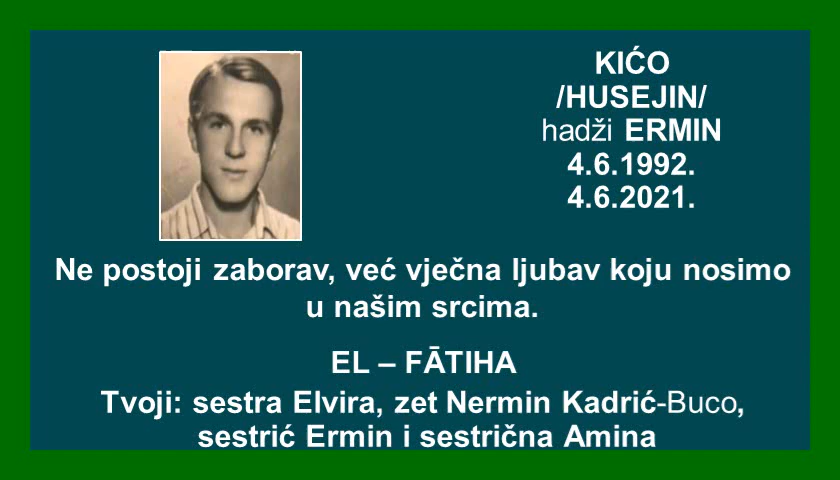 KIĆO
/HUSEJIN/
hadži ERMIN
4.6.1992.
4.6.2021.
Ne postoji zaborav, već vječna ljubav koju nosimo
u našim srcima.
EL – FĀTIHA
Tvoji: sestra Elvira, zet Nermin Kadrić-Buco,
sestrić Ermin i sestrična Amina